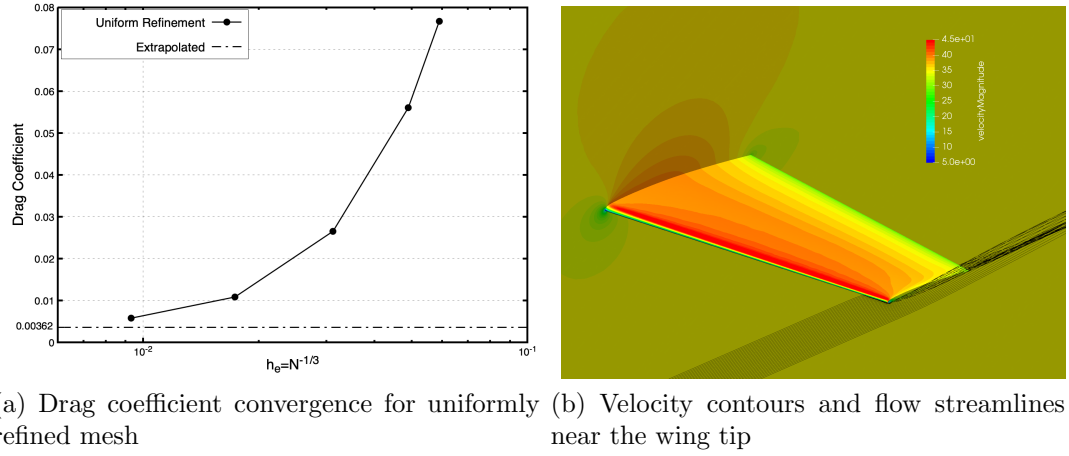 Uniform Refinement
Extrapolated
0.08
0.07
0.06
0.05
0.04
0.03
0.02
0.01
0.00362
0
Drag Coefficient
10⁻²
10⁻¹
hₑ=N⁻¹/³
4.5e+01
40
35
30
25
20
15
10
5.0e+00
velocityMagnitude
a) Drag coefficient convergence for uniformly
refined mesh
(b) Velocity contours and flow streamlines
near the wing tip